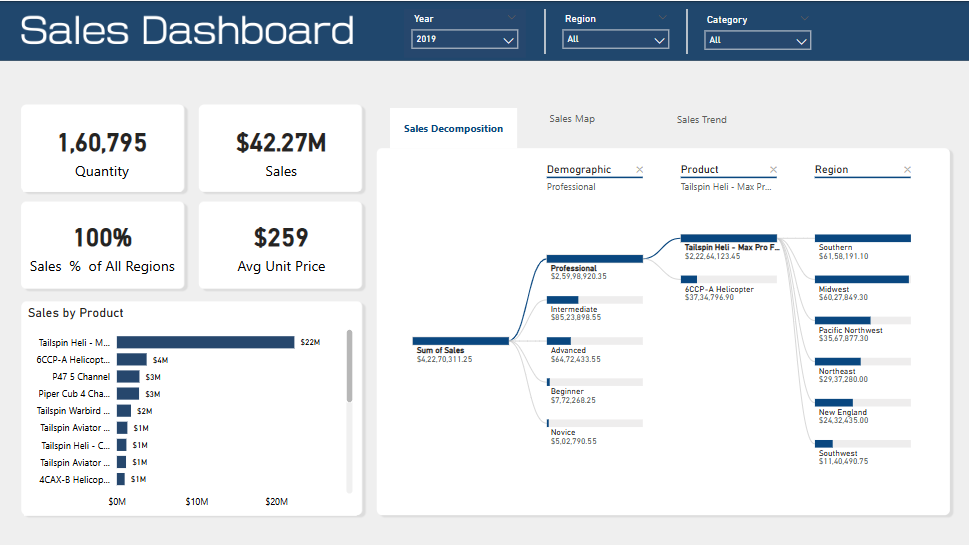 Sales Dashboard
Year
2019
Region
All
Category
All
1,60,795
Quantity
$42.27M
Sales
100%
Sales % of All Regions
$259
Avg Unit Price
Sales by Product
Tailspin Heli - M... $22M
6CCP-A Helicopt... $4M
P47 5 Channel $3M
Piper Cub 4 Cha... $3M
Tailspin Warbird ... $2M
Tailspin Aviator ... $1M
Tailspin Heli - C... $1M
Tailspin Aviator ... $1M
4CAX-B Helicop... $1M
$0M $10M $20M
Sales Decomposition
Sales Map
Sales Trend
Demographic
Professional
Product
Tailspin Heli - Max Pr...
Region
Sum of Sales
$4,22,70,311.25
Professional
$2,59,98,920.35
Intermediate
$85,23,898.55
Advanced
$64,72,433.55
Beginner
$7,72,268.25
Novice
$5,02,790.55
Tailspin Heli - Max Pro F...
$2,22,64,123.45
6CCP-A Helicopter
$37,34,796.90
Southern
$61,58,191.10
Midwest
$60,27,849.30
Pacific Northwest
$35,67,877.30
Northeast
$29,37,280.00
New England
$24,32,435.00
Southwest
$11,40,490.75